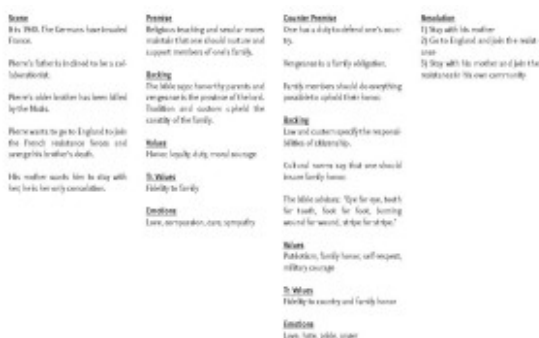 Scene
It is 1940. The Germans have invaded
France.
Pierre's father is inclined to be a col-
laborationist.
Pierre's older brother has been killed
by the Nazis.
Pierre wants to go to England to join
the French resistance forces and
avenge his brother's death.
His mother wants him to stay with
her; he is her only consolation.
Premise
Religious teaching and secular mores
maintain that one should nurture and
support members of one's family.
Backing
The bible says: honor thy parents and
vengeance is the province of the lord.
Tradition and custom uphold the
sanctity of the family.
Values
Honor, loyalty, duty, moral courage
Tr. Values
Fidelity to family
Emotions
Love, compassion, care, sympathy
Counter Premise
One has a duty to defend one's coun-
try.
Vengeance is a family obligation.
Family members should do everything
possible to uphold their honor.
Backing
Law and custom specify the responsi-
bilities of citizenship.
Cultural norms say that one should
insure family honor.
The bible advises: "Eye for eye, tooth
for tooth, foot for foot, burning
wound for wound, stripe for stripe."
Values
Patriotism, family honor, self respect,
military courage
Tr. Values
Fidelity to country and family honor
Emotions
Love, hate, pride, anger
Resolution
1) Stay with his mother
2) Go to England and join the resist-
ance
3) Stay with his mother and join the
resistance in his own community